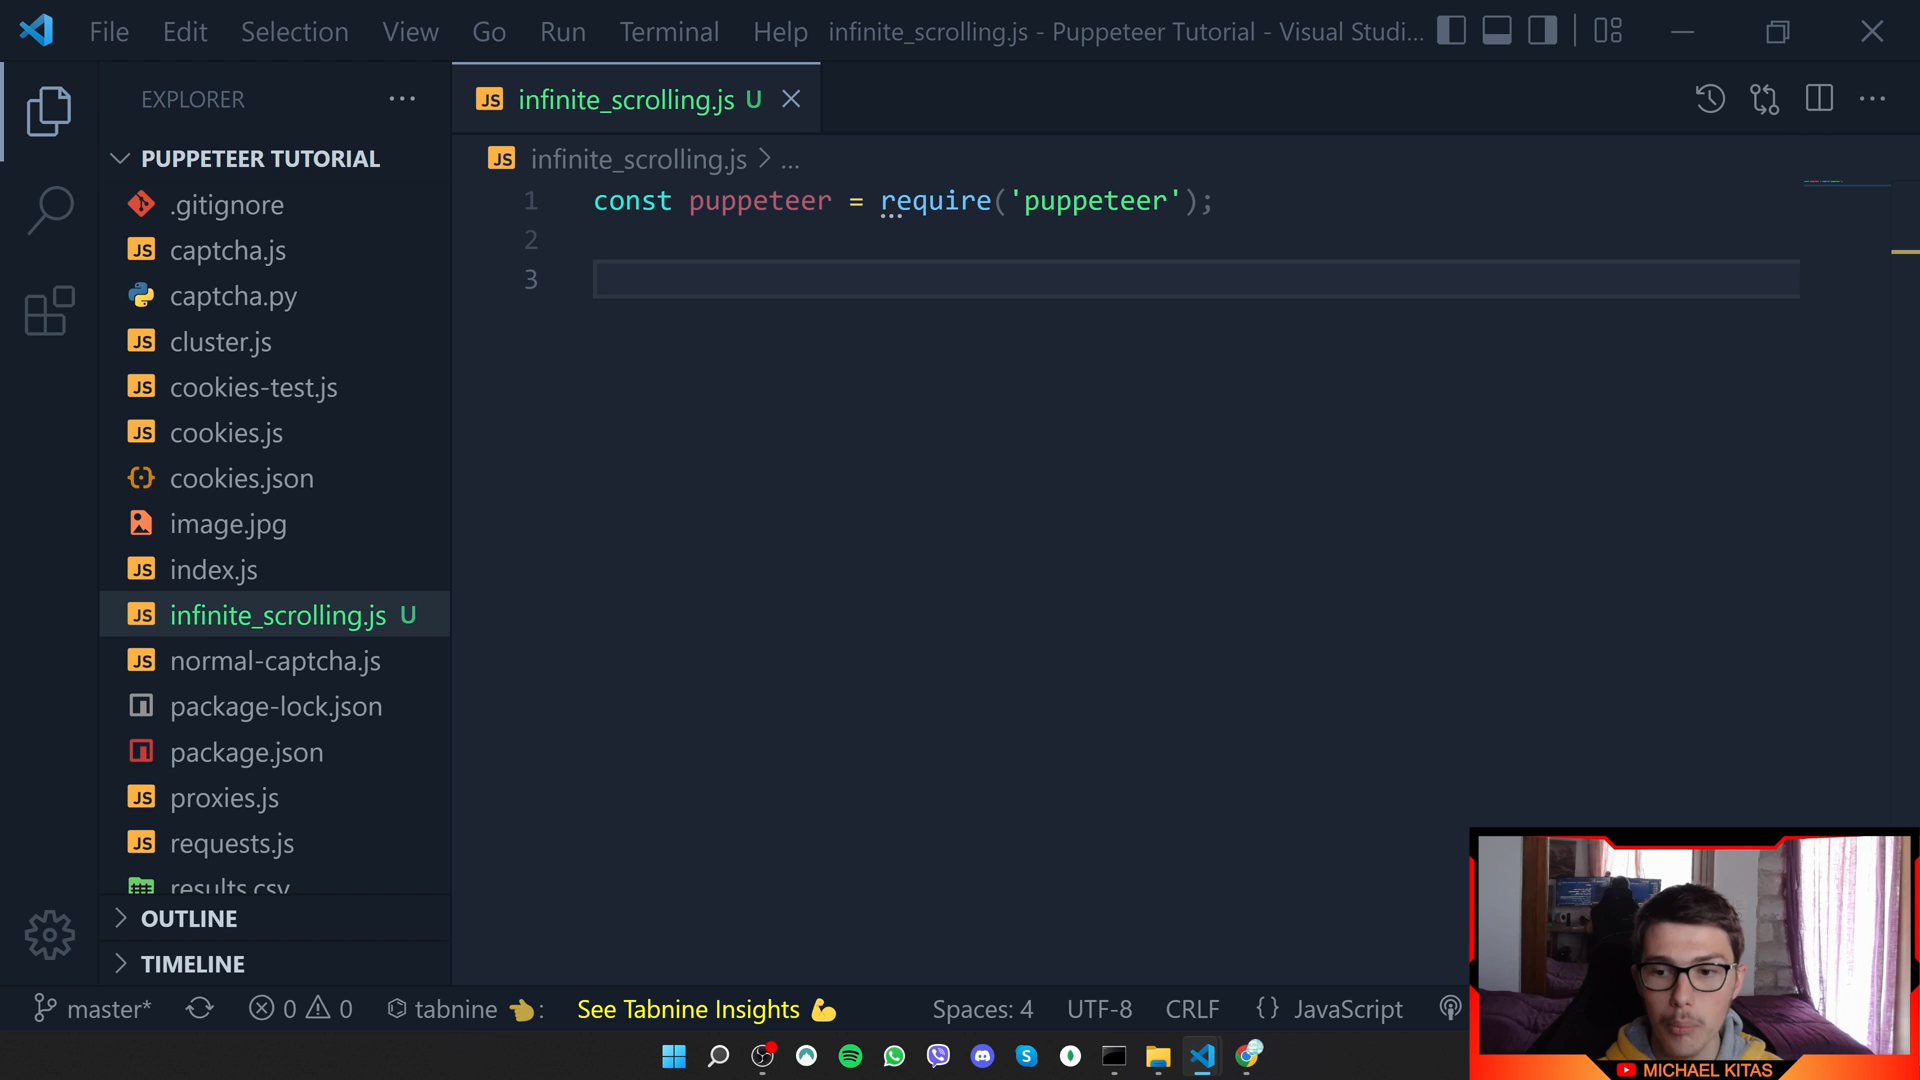 File Edit Selection View Go Run Terminal Help infinite_scrolling.js - Puppeteer Tutorial - Visual Studi...
EXPLORER
PUPPETEER TUTORIAL
.gitignore
JS captcha.js
captcha.py
JS cluster.js
JS cookies-test.js
JS cookies.js
cookies.json
image.jpg
JS index.js
JS infinite_scrolling.js U
JS normal-captcha.js
package-lock.json
package.json
JS proxies.js
JS requests.js
results.csv
OUTLINE
TIMELINE
JS infinite_scrolling.js U
JS infinite_scrolling.js > ...
1 const puppeteer = require('puppeteer');
2
3
master* 0 0 tabnine : See Tabnine Insights Spaces: 4 UTF-8 CRLF {} JavaScript
MICHAEL KITAS